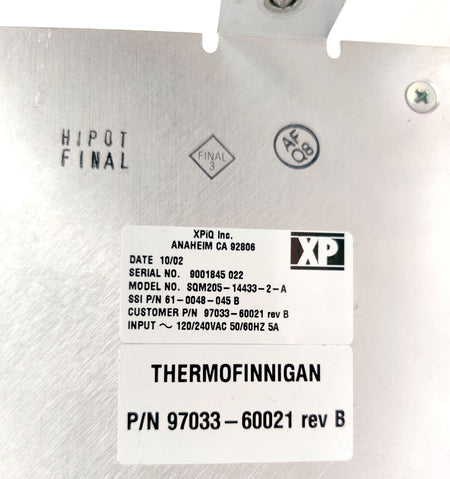 HIPOT
FINAL
FINAL
3
AF
Q8
XPiQ Inc.
ANAHEIM CA 92806
XP
DATE 10/02
SERIAL NO. 9001845 022
MODEL NO. SQM205-14433-2-A
SSI P/N 61-0048-045 B
CUSTOMER P/N 97033-60021 rev B
INPUT ~ 120/240VAC 50/60HZ 5A
THERMOFINNIGAN
P/N 97033-60021 rev B